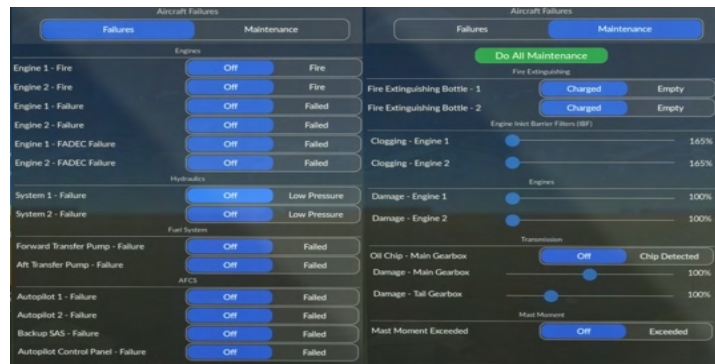 Aircraft Failures
Failures Maintenance
Engines
Engine 1 - Fire Off Fire
Engine 2 - Fire Off Fire
Engine 1 - Failure Off Failed
Engine 2 - Failure Off Failed
Engine 1 - FADEC Failure Off Failed
Engine 2 - FADEC Failure Off Failed
Hydraulics
System 1 - Failure Off Low Pressure
System 2 - Failure Off Low Pressure
Fuel System
Forward Transfer Pump - Failure Off Failed
Aft Transfer Pump - Failure Off Failed
AFCS
Autopilot 1 - Failure Off Failed
Autopilot 2 - Failure Off Failed
Backup SAS - Failure Off Failed
Autopilot Control Panel - Failure Off Failed
Aircraft Failures
Failures Maintenance
Do All Maintenance
Fire Extinguishing
Fire Extinguishing Bottle - 1 Charged Empty
Fire Extinguishing Bottle - 2 Charged Empty
Engine Inlet Barrier Filters (IBF)
Clogging - Engine 1 165%
Clogging - Engine 2 165%
Engines
Damage - Engine 1 100%
Damage - Engine 2 100%
Transmission
Oil Chip - Main Gearbox Off Chip Detected
Damage - Main Gearbox 100%
Damage - Tail Gearbox 100%
Mast Moment
Mast Moment Exceeded Off Exceeded